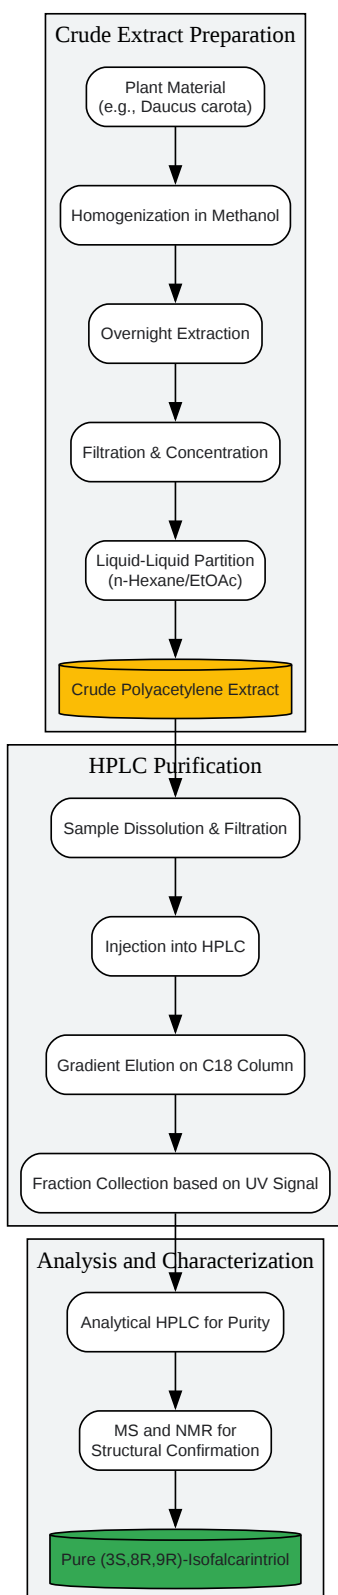 Crude Extract Preparation
Plant Material
(e.g., Daucus carota)
Homogenization in Methanol
Overnight Extraction
Filtration & Concentration
Liquid-Liquid Partition
(n-Hexane/EtOAc)
Crude Polyacetylene Extract
HPLC Purification
Sample Dissolution & Filtration
Injection into HPLC
Gradient Elution on C18 Column
Fraction Collection based on UV Signal
Analysis and Characterization
Analytical HPLC for Purity
MS and NMR for
Structural Confirmation
Pure (3S,8R,9R)-Isofalcarintriol